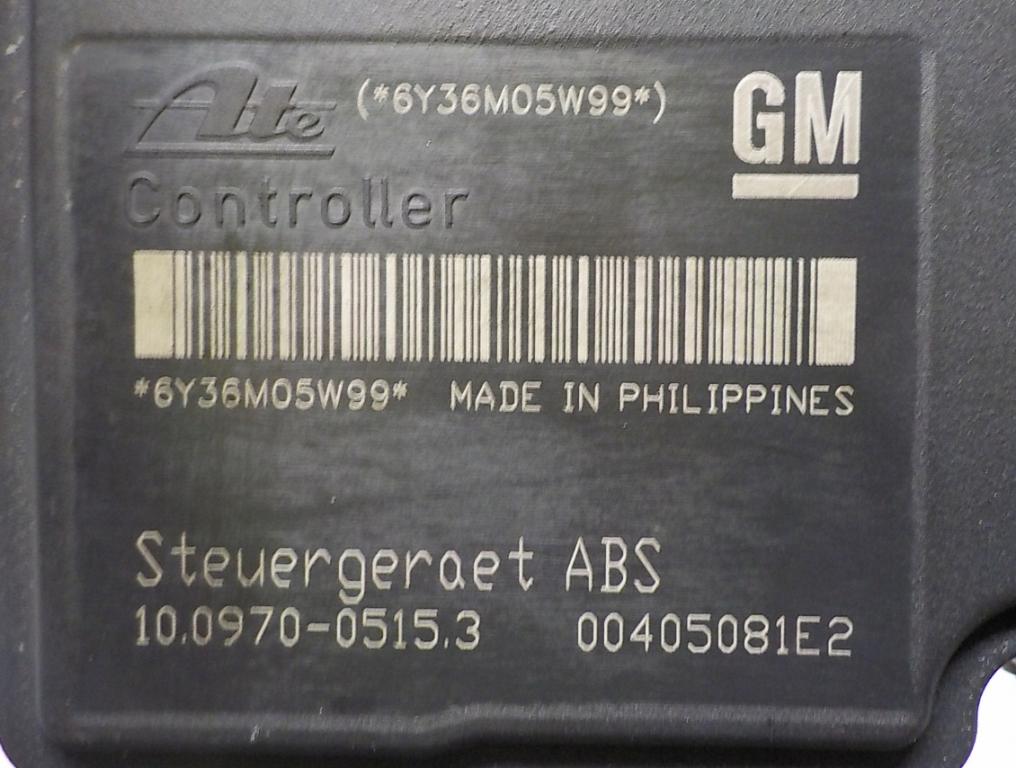 Ate (*6Y36M05W99*) GM
Controller
*6Y36M05W99* MADE IN PHILIPPINES
Steuergeraet ABS
10.0970-0515.3 00405081E2